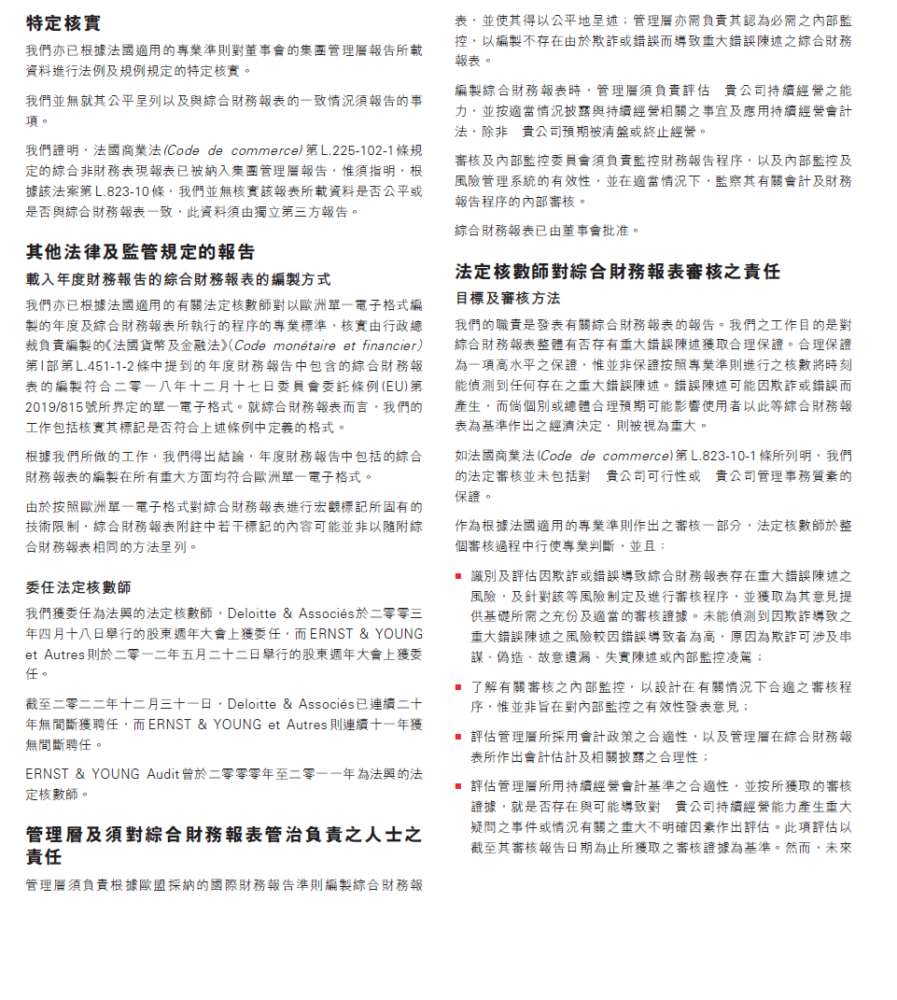 特定核實
我們亦已根據法國適用的專業準則對董事會的集團管理層報告所載
資料進行法例及規例規定的特定核實。
我們並無就其公平呈列以及與綜合財務報表的一致情況須報告的事
項。
我們證明，法國商業法(Code de commerce)第L.225-102-1條規
定的綜合非財務表現報表已被納入集團管理層報告，惟須指明，根
據該法案第L.823-10條，我們並無核實該報表所載資料是否公平或
是否與綜合財務報表一致，此資料須由獨立第三方報告。
其他法律及監管規定的報告
載入年度財務報告的綜合財務報表的編製方式
我們亦已根據法國適用的有關法定核數師對以歐洲單一電子格式編
製的年度及綜合財務報表所執行的程序的專業標準，核實由行政總
裁負責編製的《法國貨幣及金融法》(Code monétaire et financier)
第I部第L.451-1-2條中提到的年度財務報告中包含的綜合財務報
表的編製符合二零一八年十二月十七日委員會委託條例(EU)第
2019/815號所界定的單一電子格式。就綜合財務報表而言，我們的
工作包括核實其標記是否符合上述條例中定義的格式。
根據我們所做的工作，我們得出結論，年度財務報告中包括的綜合
財務報表的編製在所有重大方面均符合歐洲單一電子格式。
由於按照歐洲單一電子格式對綜合財務報表進行宏觀標記所固有的
技術限制，綜合財務報表附註中若干標記的內容可能並非以隨附綜
合財務報表相同的方法呈列。
委任法定核數師
我們獲委任為法興的法定核數師，Deloitte & Associés於二零零三
年四月十八日舉行的股東週年大會上獲委任，而ERNST & YOUNG
et Autres則於二零一二年五月二十二日舉行的股東週年大會上獲委
任。
截至二零二二年十二月三十一日，Deloitte & Associés已連續二十
年無間斷獲聘任，而ERNST & YOUNG et Autres則連續十一年獲
無間斷聘任。
ERNST & YOUNG Audit曾於二零零零年至二零一一年為法興的法
定核數師。
管理層及須對綜合財務報表管治負責之人士之
責任
管理層須負責根據歐盟採納的國際財務報告準則編製綜合財務報
表，並使其得以公平地呈述；管理層亦需負責其認為必需之內部監
控，以編製不存在由於欺詐或錯誤而導致重大錯誤陳述之綜合財務
報表。
編製綜合財務報表時，管理層須負責評估　貴公司持續經營之能
力，並按適當情況披露與持續經營相關之事宜及應用持續經營會計
法，除非　貴公司預期被清盤或終止經營。
審核及內部監控委員會須負責監控財務報告程序，以及內部監控及
風險管理系統的有效性，並在適當情況下，監察其有關會計及財務
報告程序的內部審核。
綜合財務報表已由董事會批准。
法定核數師對綜合財務報表審核之責任
目標及審核方法
我們的職責是發表有關綜合財務報表的報告。我們之工作目的是對
綜合財務報表整體有否存有重大錯誤陳述獲取合理保證。合理保證
為一項高水平之保證，惟並非保證按照專業準則進行之核數將時刻
能偵測到任何存在之重大錯誤陳述。錯誤陳述可能因欺詐或錯誤而
產生，而倘個別或總體合理預期可能影響使用者以此等綜合財務報
表為基準作出之經濟決定，則被視為重大。
如法國商業法(Code de commerce)第L.823-10-1條所列明，我們
的法定審核並未包括對　貴公司可行性或　貴公司管理事務質素的
保證。
作為根據法國適用的專業準則作出之審核一部分，法定核數師於整
個審核過程中行使專業判斷，並且：
■ 識別及評估因欺詐或錯誤導致綜合財務報表存在重大錯誤陳述之
風險，及針對該等風險制定及進行審核程序，並獲取為其意見提
供基礎所需之充份及適當的審核證據。未能偵測到因欺詐導致之
重大錯誤陳述之風險較因錯誤導致者為高，原因為欺詐可涉及串
謀、偽造、故意遺漏、失實陳述或內部監控凌駕；
■ 了解有關審核之內部監控，以設計在有關情況下合適之審核程
序，惟並非旨在對內部監控之有效性發表意見；
■ 評估管理層所採用會計政策之合適性，以及管理層在綜合財務報
表所作出會計估計及相關披露之合理性；
■ 評估管理層所用持續經營會計基準之合適性，並按所獲取的審核
證據，就是否存在與可能導致對　貴公司持續經營能力產生重大
疑問之事件或情況有關之重大不明確因素作出評估。此項評估以
截至其審核報告日期為止所獲取之審核證據為基準。然而，未來